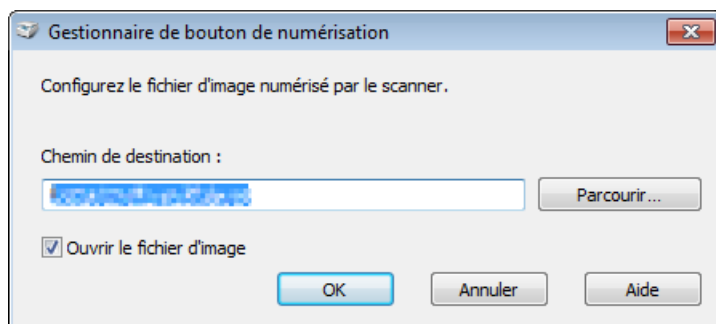 Gestionnaire de bouton de numérisation
Configurez le fichier d'image numérisé par le scanner.
Chemin de destination :
Parcourir...
Ouvrir le fichier d'image
OK Annuler Aide